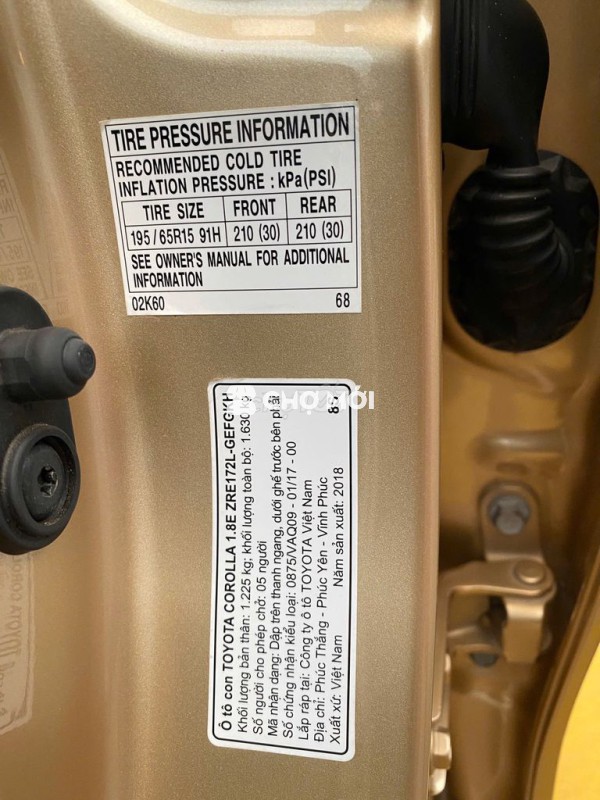 TIRE PRESSURE INFORMATION
RECOMMENDED COLD TIRE
INFLATION PRESSURE : kPa(PSI)
TIRE SIZE FRONT REAR
195 / 65R15 91H 210 (30) 210 (30)
SEE OWNER'S MANUAL FOR ADDITIONAL
INFORMATION
02K60 68
CHỢ TỐT
Ô tô con TOYOTA COROLLA 1.8E ZRE172L-GEFGKH
Khối lượng bản thân: 1.225 kg; khối lượng toàn bộ: 1.630 kg
Số người cho phép chở: 05 người
Mã nhận dạng: Dập trên thanh ngang, dưới ghế trước bên phải
Số chứng nhận kiểu loại: 0875/VAQ09 - 01/17 - 00
Lắp ráp tại: Công ty ô tô TOYOTA Việt Nam
Địa chỉ: Phúc Thắng - Phúc Yên - Vĩnh Phúc
Xuất xứ: Việt Nam Năm sản xuất: 2018